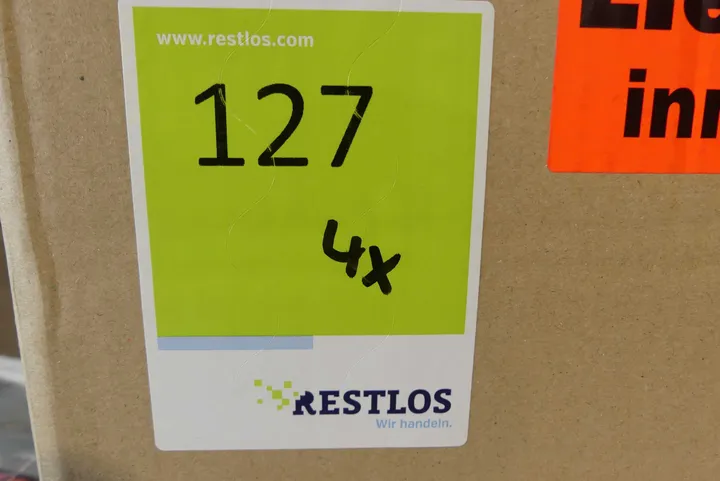 www.restlos.com
127
4x
RESTLOS
Wir handeln.
inn